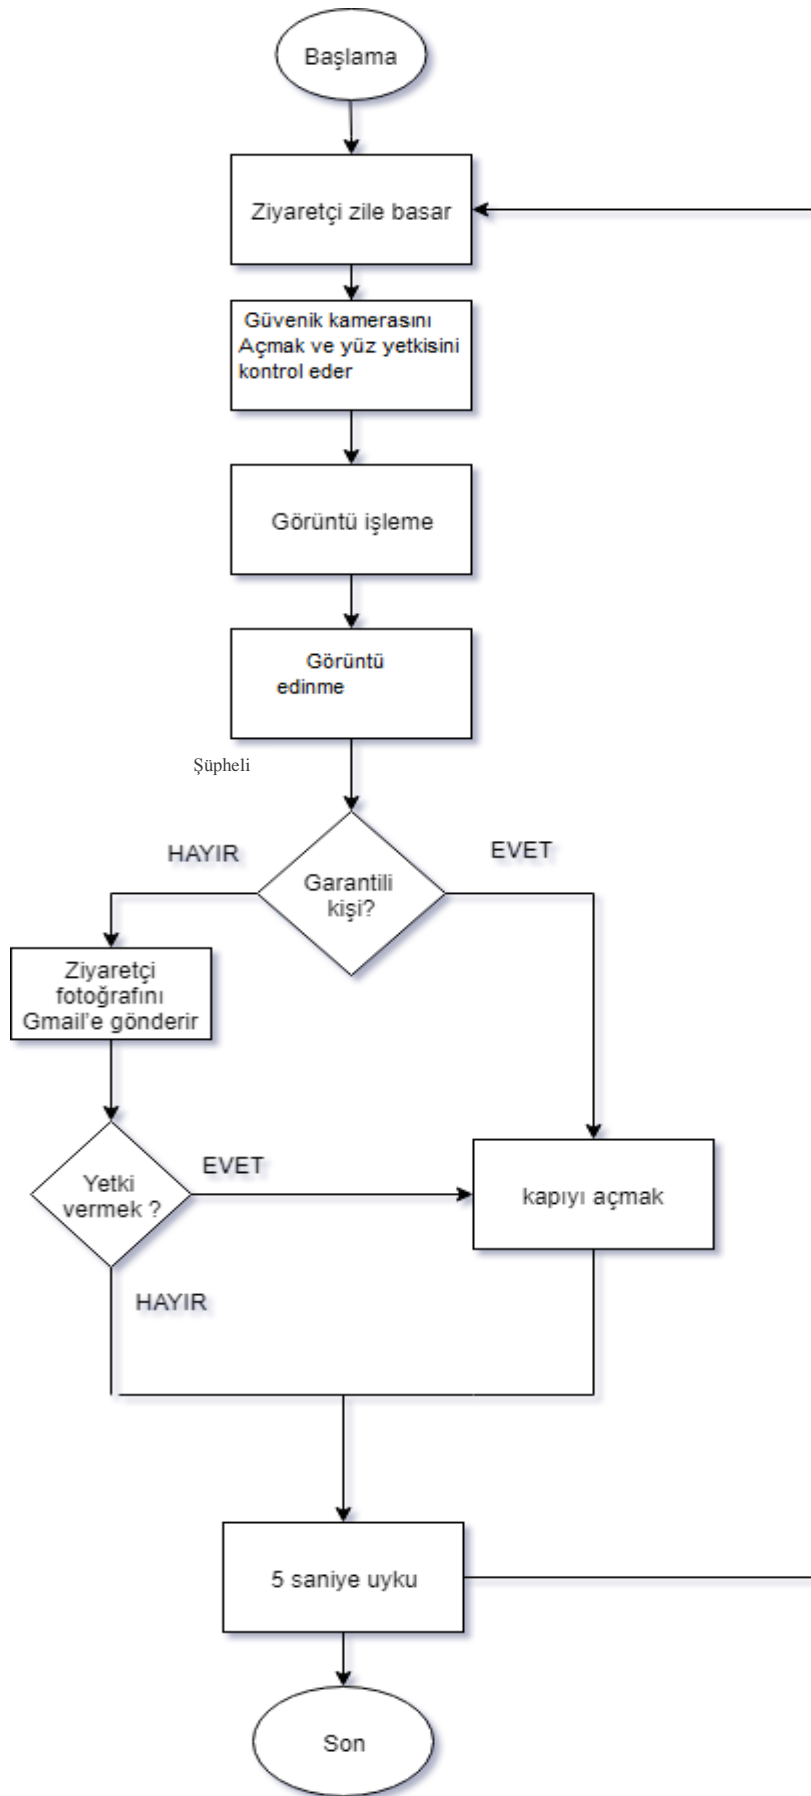 Başlama
Ziyaretçi zile basar
Güvenik kamerasını
Açmak ve yüz yetkisini
kontrol eder
Görüntü işleme
Görüntü
edinme
Şüpheli
HAYIR
EVET
Garantili
kişi?
Ziyaretçi
fotoğrafını
Gmail'e gönderir
Yetki
vermek ?
EVET
kapıyı açmak
HAYIR
5 saniye uyku
Son